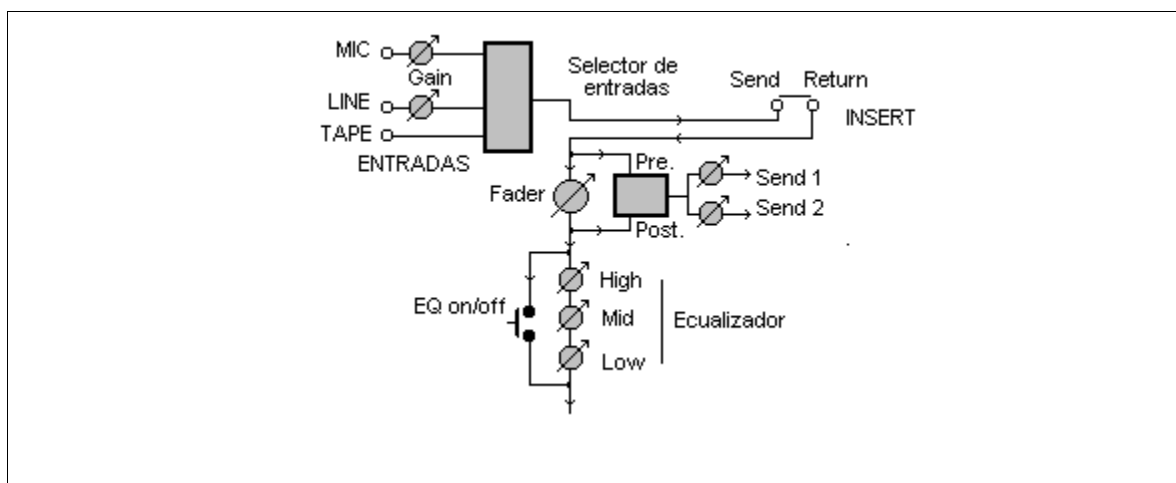 MIC
Gain
LINE
TAPE
ENTRADAS
Selector de
entradas
Send Return
INSERT
Fader
Pre.
Post.
Send 1
Send 2
EQ on/off
High
Mid
Low
Ecualizador